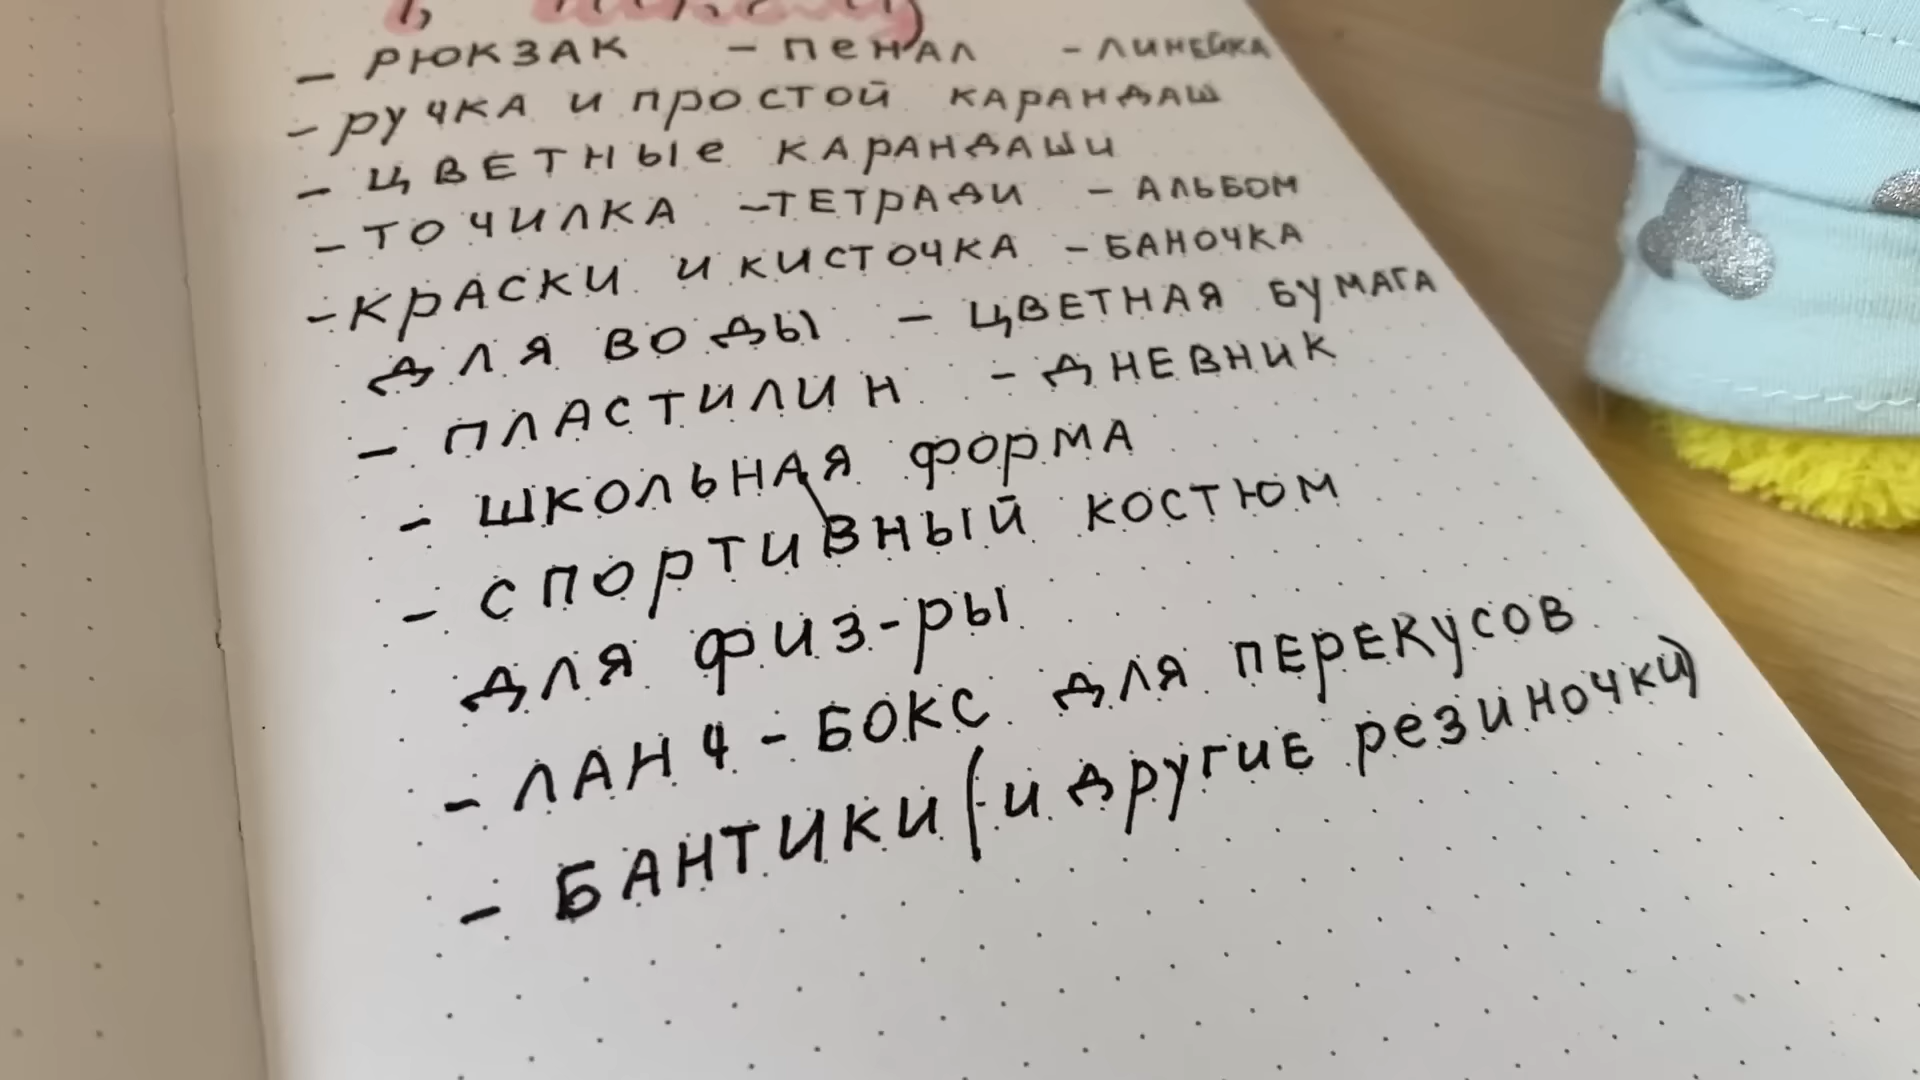 - РЮКЗАК - ПЕНАЛ - ЛИНЕЙКА
- РУЧКА И ПРОСТОЙ КАРАНДАШ
- ЦВЕТНЫЕ КАРАНДАШИ
- ТОЧИЛКА - ТЕТРАДИ - АЛЬБОМ
- КРАСКИ И КИСТОЧКА - БАНОЧКА
ДЛЯ ВОДЫ - ЦВЕТНАЯ БУМАГА
- ПЛАСТИЛИН - ДНЕВНИК
- ШКОЛЬНАЯ ФОРМА
- СПОРТИВНЫЙ КОСТЮМ
ДЛЯ ФИЗ-РЫ
- ЛАНЧ-БОКС ДЛЯ ПЕРЕКУСОВ
- БАНТИКИ (И ДРУГИЕ РЕЗИНОЧКИ)